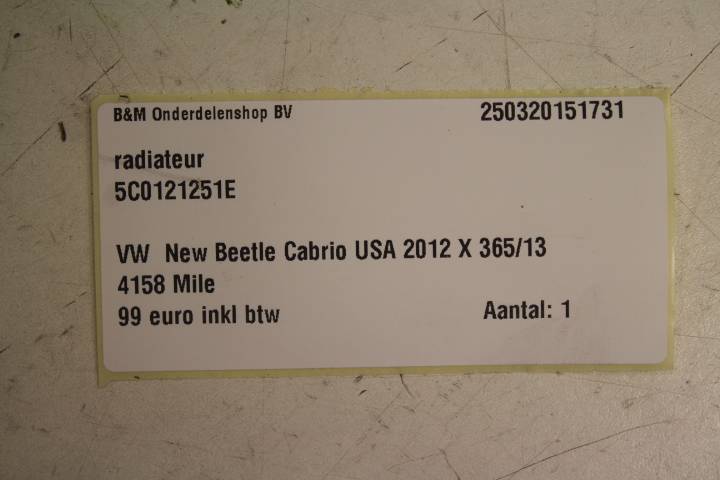 B&M Onderdelenshop BV 250320151731
radiateur
5C0121251E
VW New Beetle Cabrio USA 2012 X 365/13
4158 Mile
99 euro inkl btw Aantal: 1